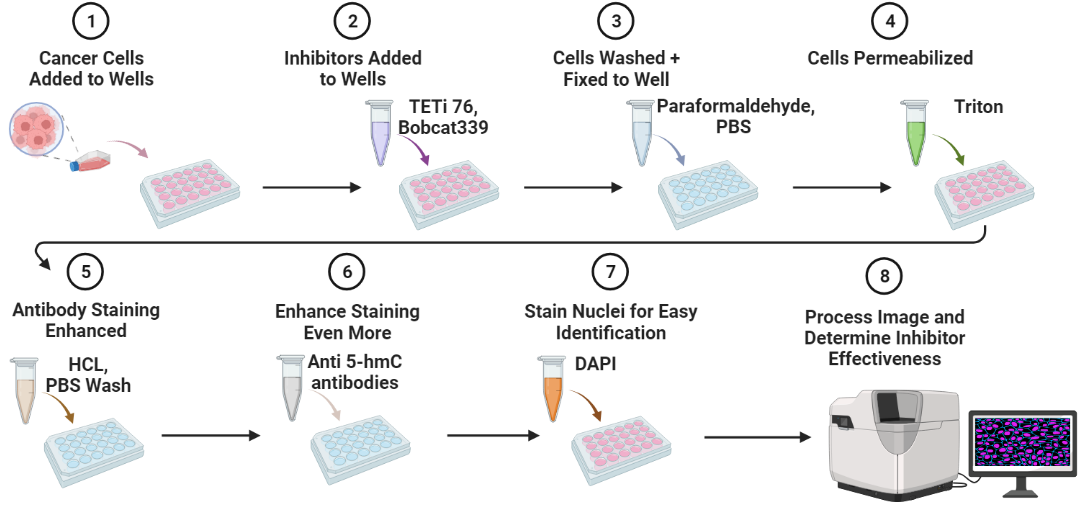 1
Cancer Cells
Added to Wells
2
Inhibitors Added
to Wells
TETi 76,
Bobcat339
3
Cells Washed +
Fixed to Well
Paraformaldehyde,
PBS
4
Cells Permeabilized
Triton
5
Antibody Staining
Enhanced
HCL,
PBS Wash
6
Enhance Staining
Even More
Anti 5-hmC
antibodies
7
Stain Nuclei for Easy
Identification
DAPI
8
Process Image and
Determine Inhibitor
Effectiveness